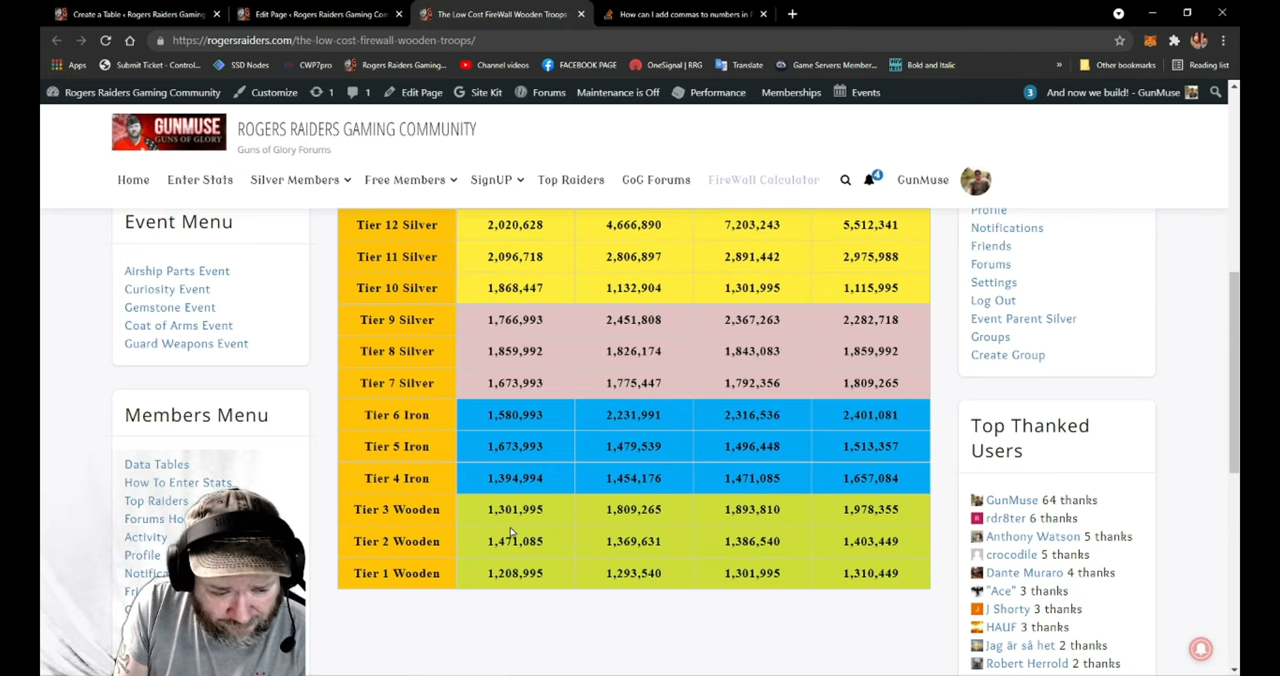 Create a Table ‹ Rogers Raiders Gaming
Edit Page ‹ Rogers Raiders Gaming Com
The Low Cost FireWall Wooden Troops
How can I add commas to numbers in
https://rogersraiders.com/the-low-cost-firewall-wooden-troops/
Apps Submit Ticket - Control... SSD Nodes CWP7pro Rogers Raiders Gaming... Channel videos FACEBOOK PAGE OneSignal | RRG Translate Game Servers: Member... Bold and Italic » Other bookmarks Reading list
Rogers Raiders Gaming Community Customize 1 1 Edit Page Site Kit Forums Maintenance is Off Performance Memberships Events 3 And now we build! - GunMuse
GUNMUSE
GUNS OF GLORY
ROGERS RAIDERS GAMING COMMUNITY
Guns of Glory Forums
Home Enter Stats Silver Members Free Members SignUP Top Raiders GoG Forums FireWall Calculator 4 GunMuse
Event Menu
Airship Parts Event
Curiosity Event
Gemstone Event
Coat of Arms Event
Guard Weapons Event
Members Menu
Data Tables
How To Enter Stats
Top Raiders
Forums Ho
Activity
Profile
Notifica
Fri
Tier 12 Silver 2,020,628 4,666,890 7,203,243 5,512,341
Tier 11 Silver 2,096,718 2,806,897 2,891,442 2,975,988
Tier 10 Silver 1,868,447 1,132,904 1,301,995 1,115,995
Tier 9 Silver 1,766,993 2,451,808 2,367,263 2,282,718
Tier 8 Silver 1,859,992 1,826,174 1,843,083 1,859,992
Tier 7 Silver 1,673,993 1,775,447 1,792,356 1,809,265
Tier 6 Iron 1,580,993 2,231,991 2,316,536 2,401,081
Tier 5 Iron 1,673,993 1,479,539 1,496,448 1,513,357
Tier 4 Iron 1,394,994 1,454,176 1,471,085 1,657,084
Tier 3 Wooden 1,301,995 1,809,265 1,893,810 1,978,355
Tier 2 Wooden 1,471,085 1,369,631 1,386,540 1,403,449
Tier 1 Wooden 1,208,995 1,293,540 1,301,995 1,310,449
Profile
Notifications
Friends
Forums
Settings
Log Out
Event Parent Silver
Groups
Create Group
Top Thanked
Users
GunMuse 64 thanks
rdr8ter 6 thanks
Anthony Watson 5 thanks
crocodile 5 thanks
Dante Muraro 4 thanks
"Ace" 3 thanks
J Shorty 3 thanks
HAUF 3 thanks
Jag är så het 2 thanks
Robert Herrold 2 thanks